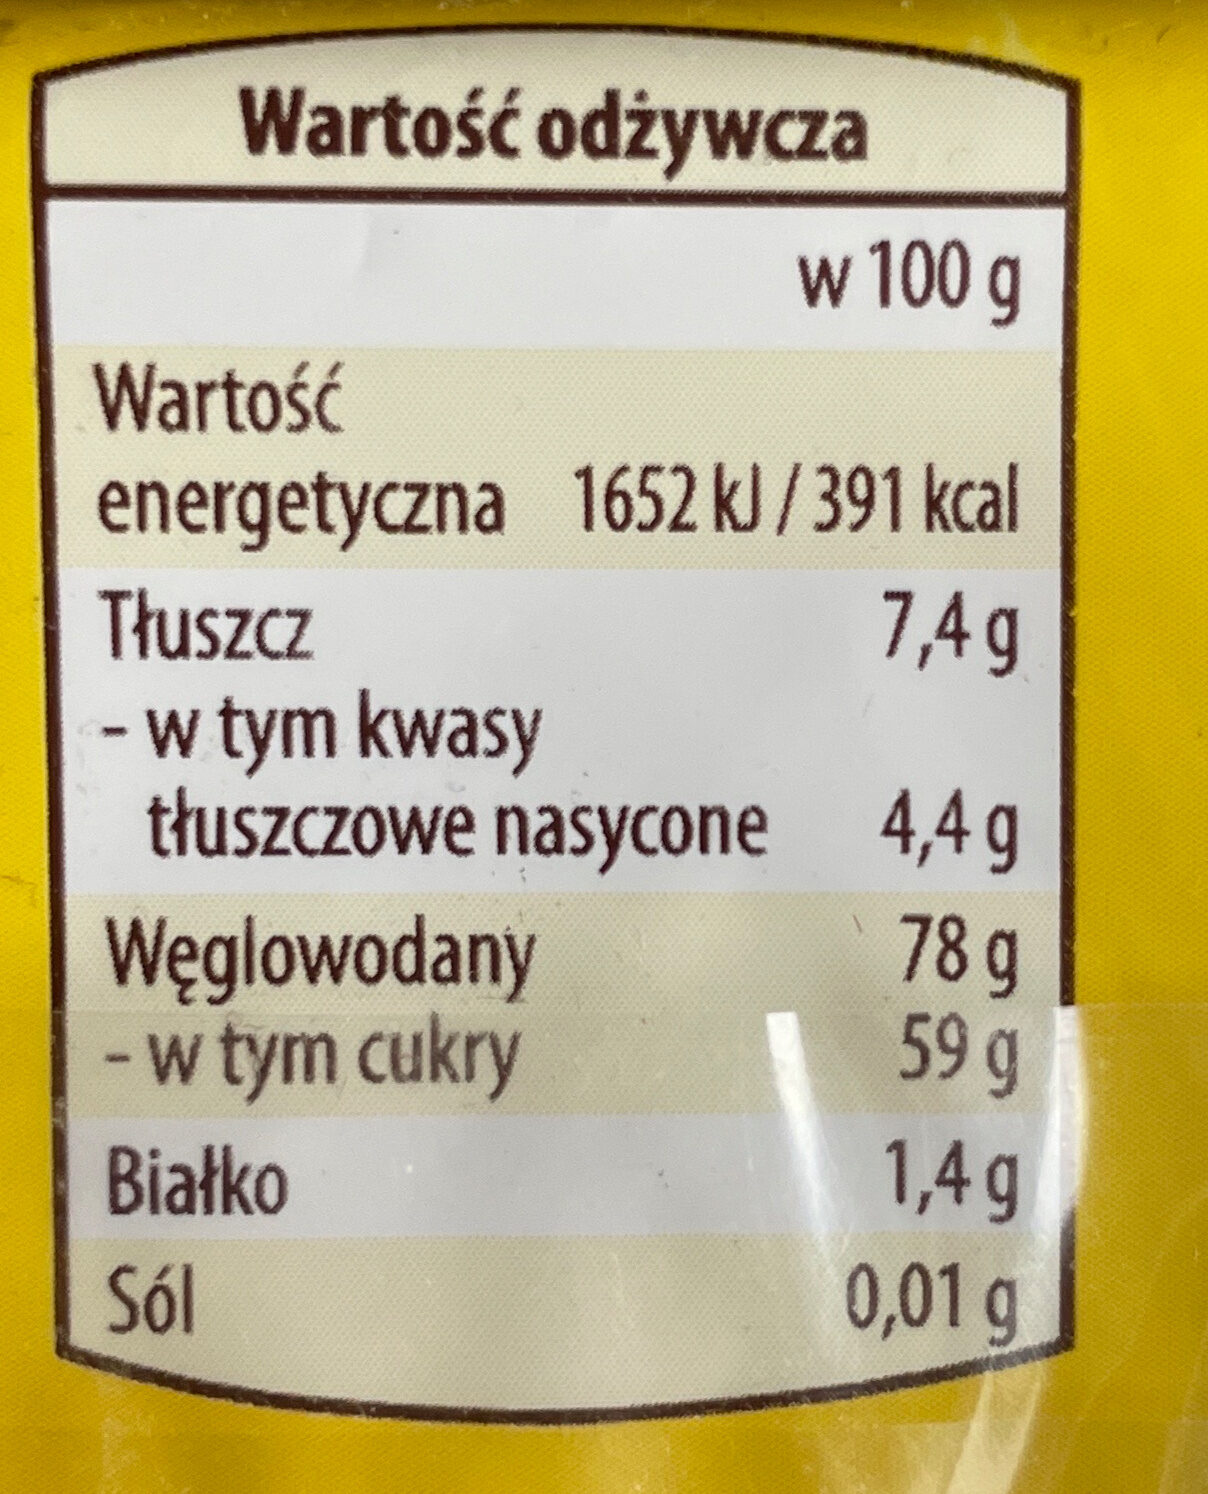 Wartość odżywcza
w 100 g
Wartość
energetyczna 1652 kJ / 391 kcal
Tłuszcz 7,4 g
- w tym kwasy
tłuszczowe nasycone 4,4 g
Węglowodany 78 g
- w tym cukry 59 g
Białko 1,4 g
Sól 0,01 g